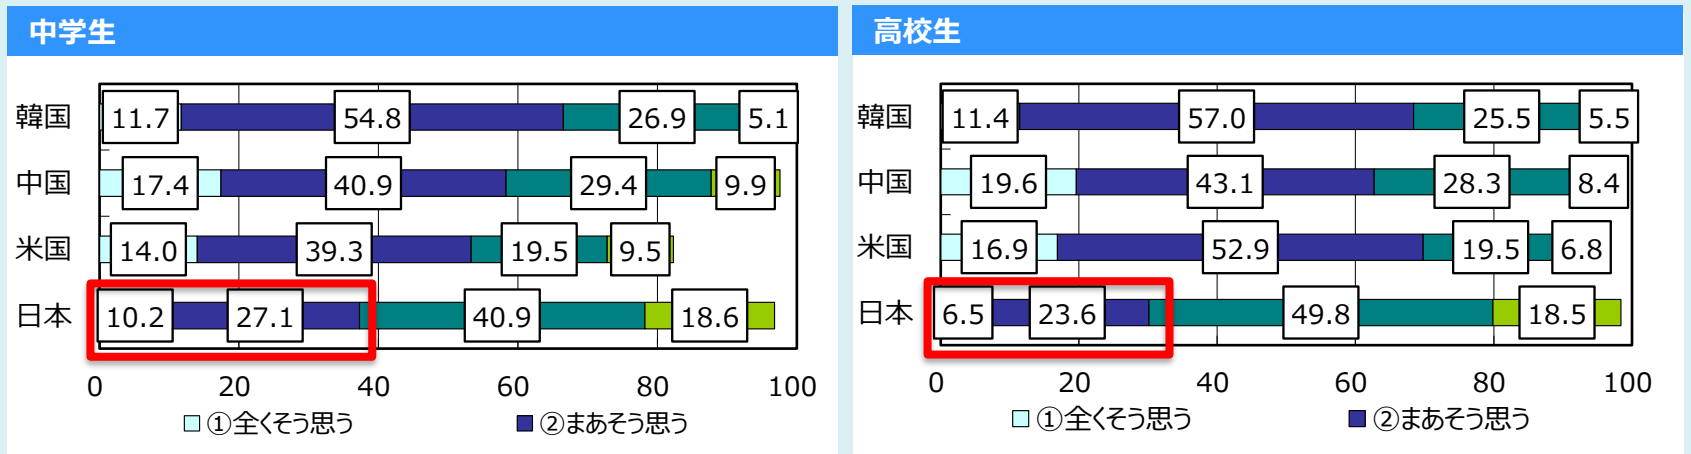 中学生
韓国 11.7 54.8 26.9 5.1
中国 17.4 40.9 29.4 9.9
米国 14.0 39.3 19.5 9.5
日本 10.2 27.1 40.9 18.6
0 20 40 60 80 100
①全くそう思う ②まあそう思う
高校生
韓国 11.4 57.0 25.5 5.5
中国 19.6 43.1 28.3 8.4
米国 16.9 52.9 19.5 6.8
日本 6.5 23.6 49.8 18.5
0 20 40 60 80 100
①全くそう思う ②まあそう思う